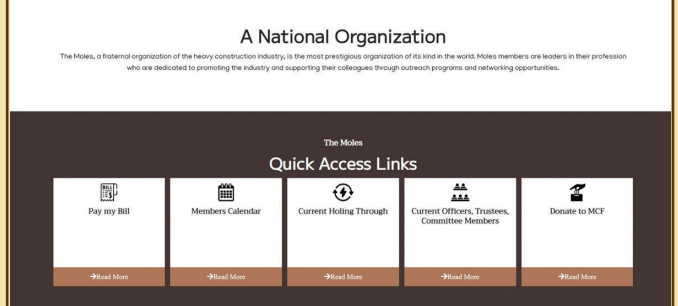 A National Organization
The Moles, a fraternal organization of the heavy construction industry, is the most prestigious organization of its kind in the world. Moles members are leaders in their profession
who are dedicated to promoting the industry and supporting their colleagues through outreach programs and networking opportunities.
The Moles
Quick Access Links
BILL
Pay my Bill
Members Calendar
Current Holing Through
Current Officers, Trustees,
Committee Members
Donate to MCF
→Read More
→Read More
→Read More
→Read More
→Read More